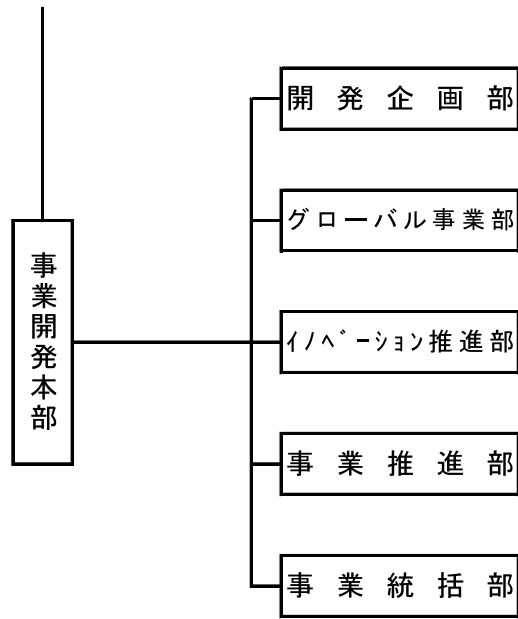 事業開発本部
開発企画部
グローバル事業部
ｲﾉﾍﾞｰｼｮﾝ推進部
事業推進部
事業統括部